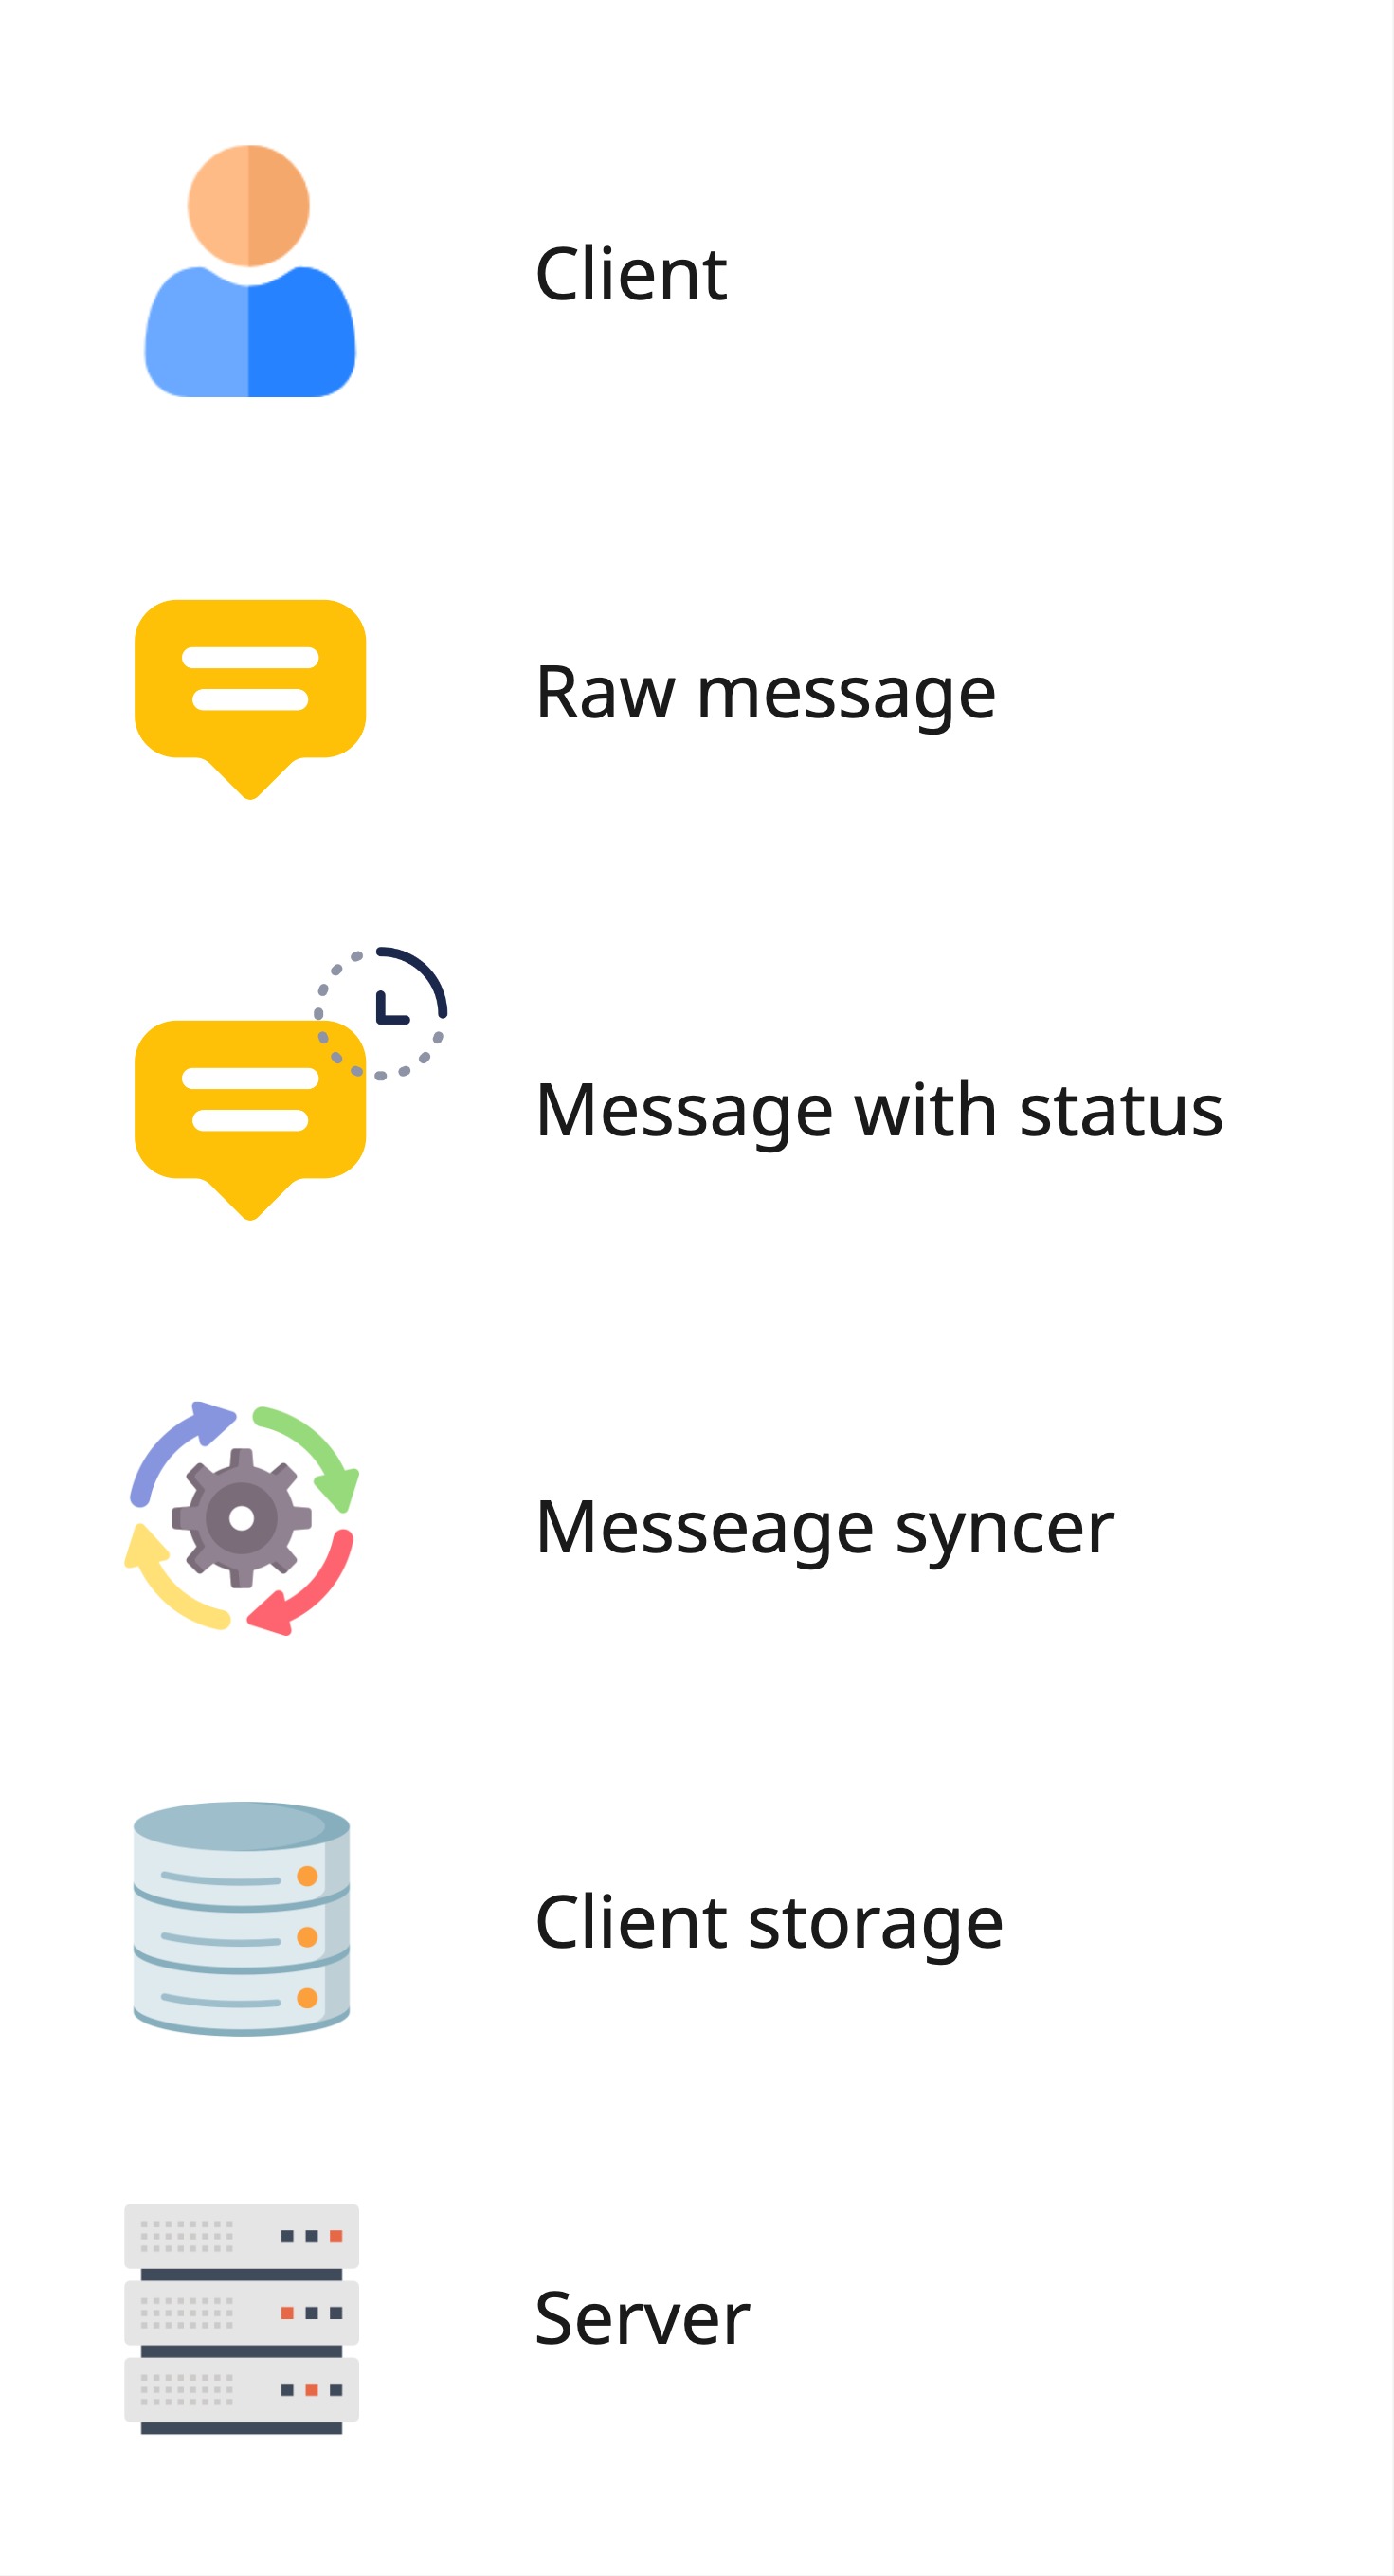 Client
Raw message
Message with status
Messeage syncer
Client storage
Server